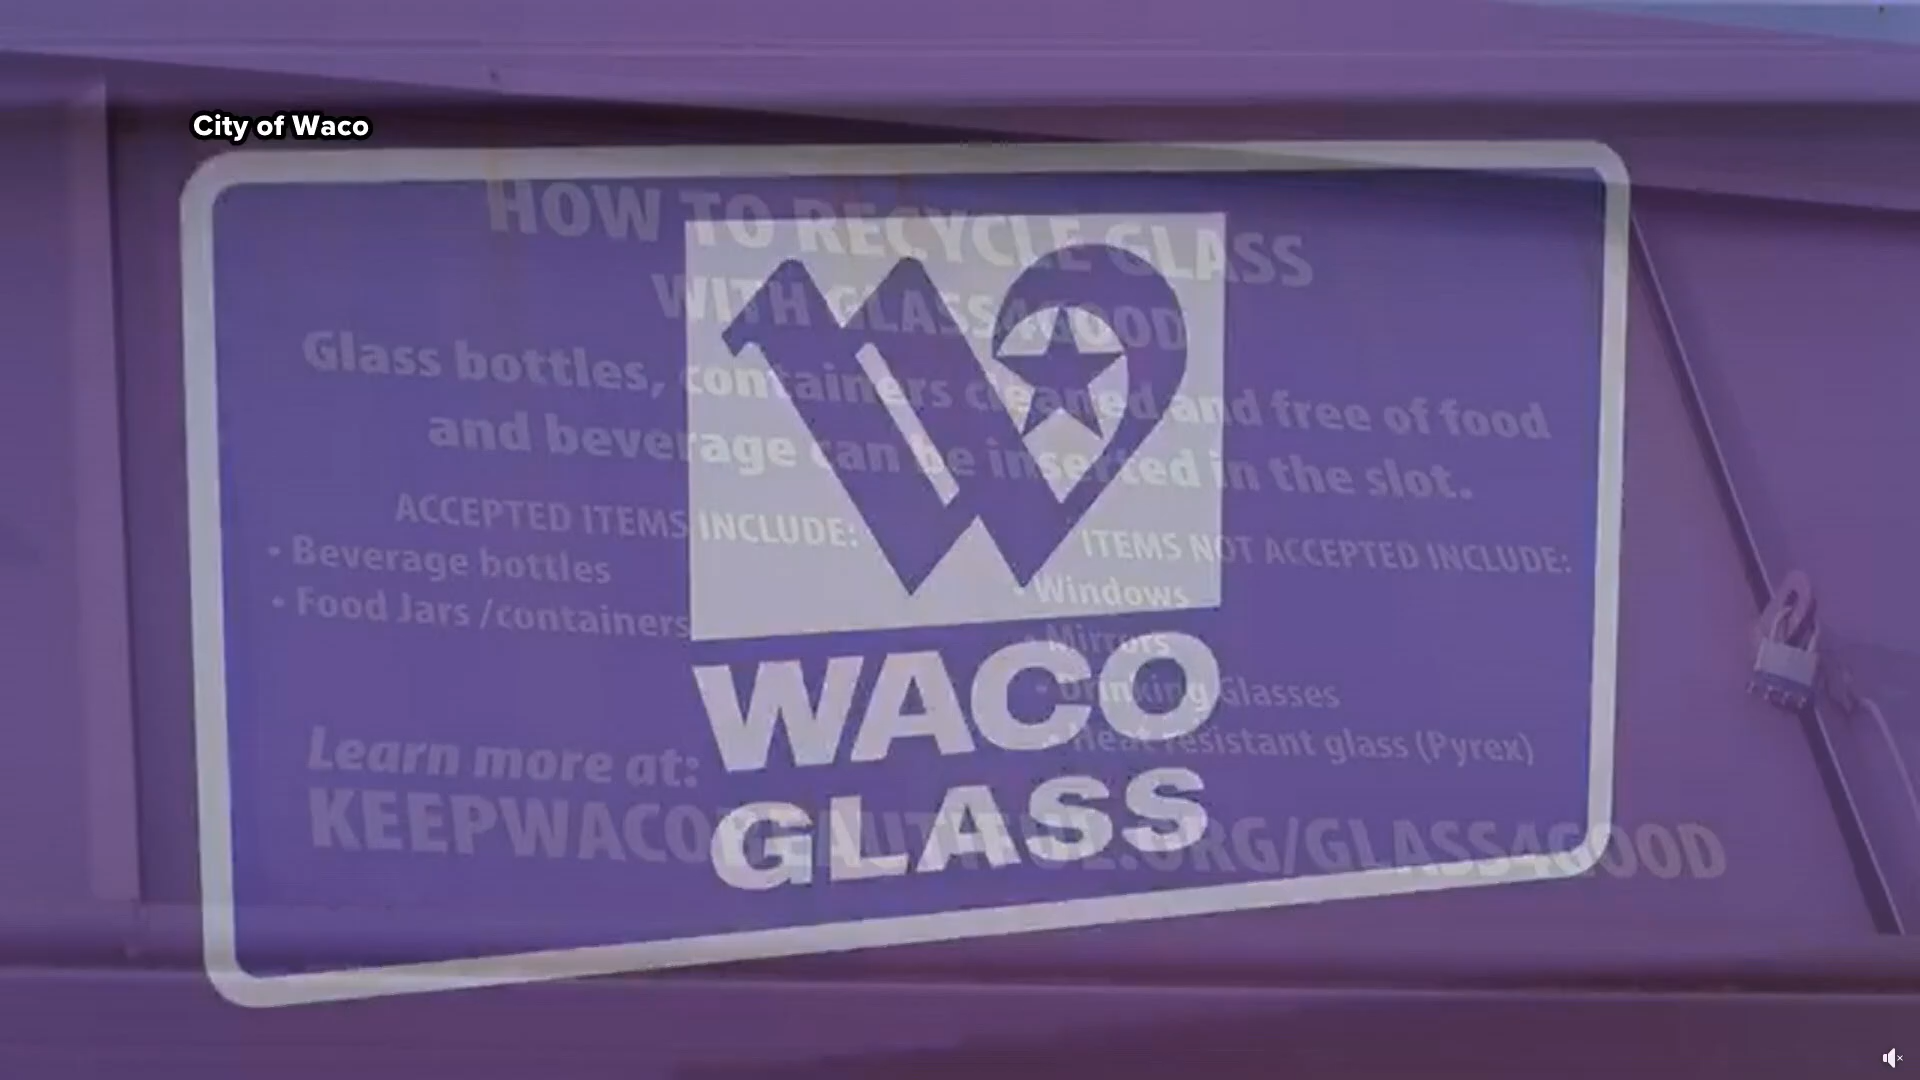 City of Waco
HOW TO RECYCLE GLASS
WITH GLASS4GOOD
Glass bottles, containers cleaned and free of food
and beverage can be inserted in the slot.
ACCEPTED ITEMS INCLUDE:
• Beverage bottles
• Food Jars /containers
ITEMS NOT ACCEPTED INCLUDE:
• Windows
• Mirrors
• Drinking Glasses
• Heat resistant glass (Pyrex)
Learn more at:
KEEPWACOBEAUTIFUL.ORG/GLASS4GOOD
WACO
GLASS